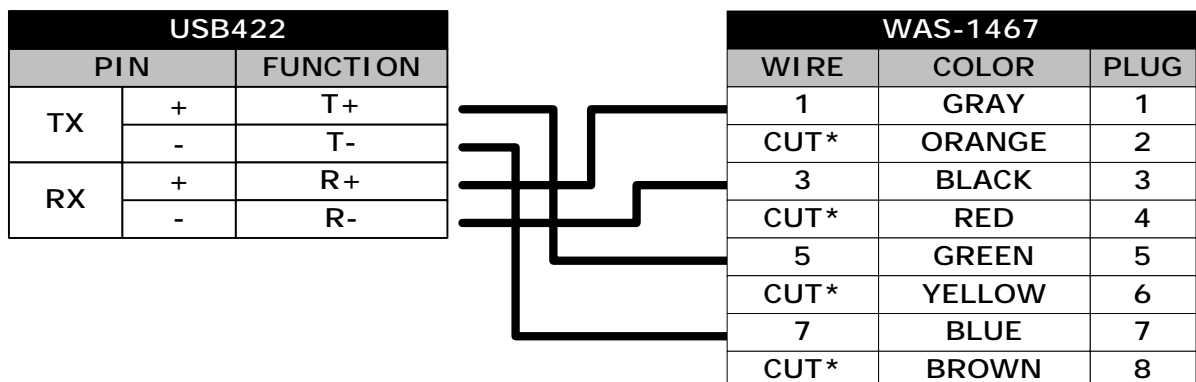 USB422
PIN FUNCTION
TX + T+
- T-
RX + R+
- R-
WAS-1467
WIRE COLOR PLUG
1 GRAY 1
CUT* ORANGE 2
3 BLACK 3
CUT* RED 4
5 GREEN 5
CUT* YELLOW 6
7 BLUE 7
CUT* BROWN 8